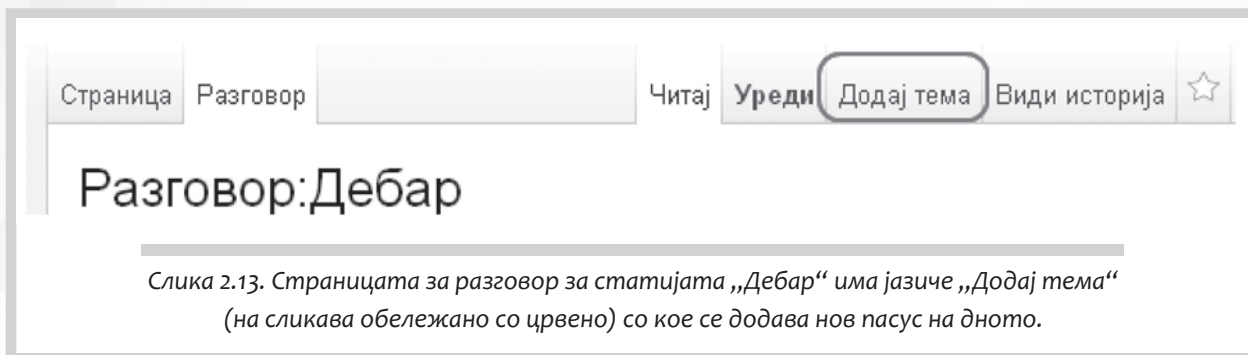 Страница Разговор Читај Уреди Додај тема Види историја
Разговор:Дебар
Слика 2.13. Страницата за разговор за статијата „Дебар“ има јазиче „Додај тема“
(на сликава обележано со црвено) со кое се додава нов пасус на дното.